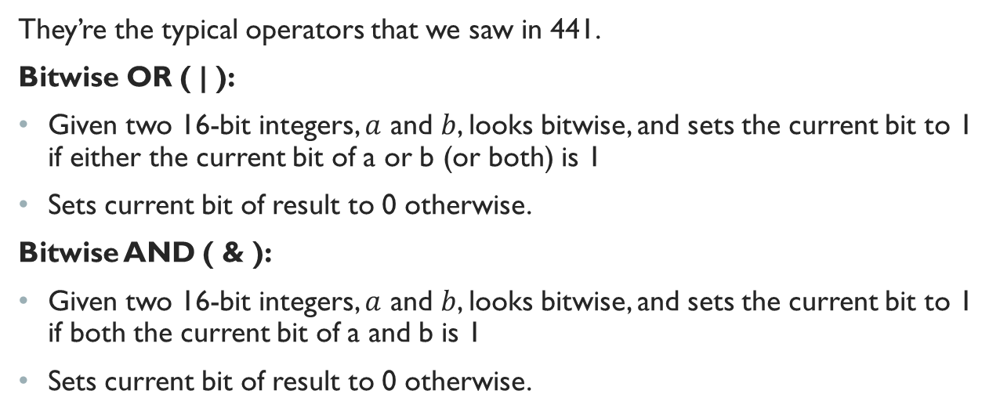 They’re the typical operators that we saw in 441.
Bitwise OR ( | ):
• Given two 16-bit integers, a and b, looks bitwise, and sets the current bit to 1
if either the current bit of a or b (or both) is 1
• Sets current bit of result to 0 otherwise.
Bitwise AND ( & ):
• Given two 16-bit integers, a and b, looks bitwise, and sets the current bit to 1
if both the current bit of a and b is 1
• Sets current bit of result to 0 otherwise.